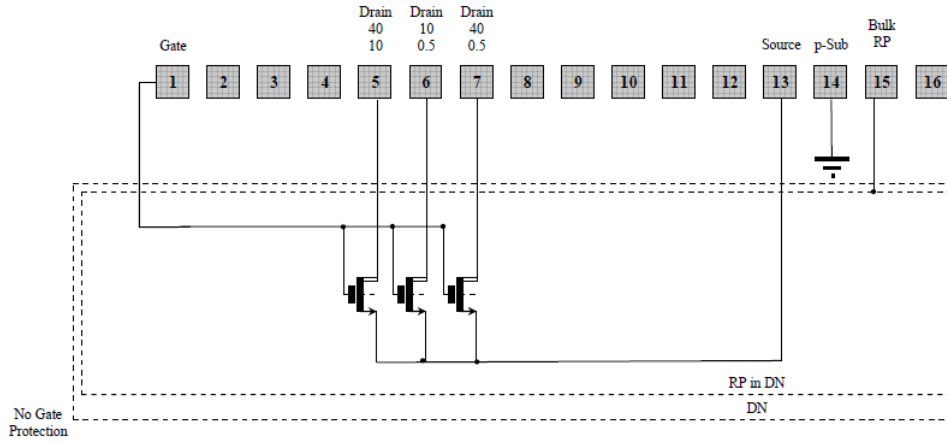 Drain Drain Drain
40 10 40
10 0.5 0.5
Bulk
RP
Gate
Source p-Sub
1 2 3 4 5 6 7 8 9 10 11 12 13 14 15 16
RP in DN
DN
No Gate
Protection